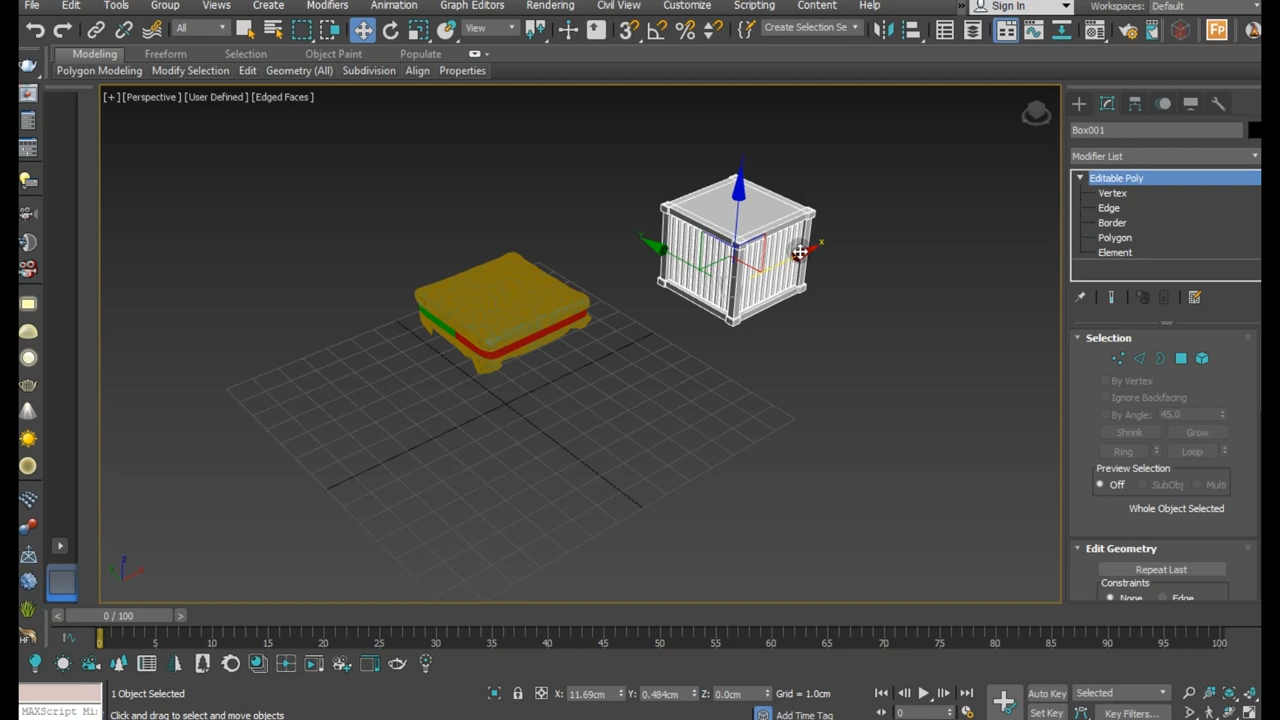 File Edit Tools Group Views Create Modifiers Animation Graph Editors Rendering Civil View Customize Scripting Content Help » Sign In Workspaces: Default
All View Create Selection Se
Modeling Freeform Selection Object Paint Populate
Polygon Modeling Modify Selection Edit Geometry (All) Subdivision Align Properties
[+] [Perspective] [User Defined] [Edged Faces]
Box001
Modifier List
Editable Poly
Vertex
Edge
Border
Polygon
Element
Selection
By Vertex
Ignore Backfacing
By Angle: 45.0
Shrink Grow
Ring Loop
Preview Selection
Off SubObj Multi
Whole Object Selected
Edit Geometry
Repeat Last
Constraints
None Edge
z
y
x
< 0 / 100 >
0 5 10 15 20 25 30 35 40 45 50 55 60 65 70 75 80 85 90 95 100
1 Object Selected X: 11.69cm Y: 0.484cm Z: 0.0cm Grid = 1.0cm Auto Key Selected
MAXScript Mi Click and drag to select and move objects Add Time Tag 0 Set Key Key Filters...